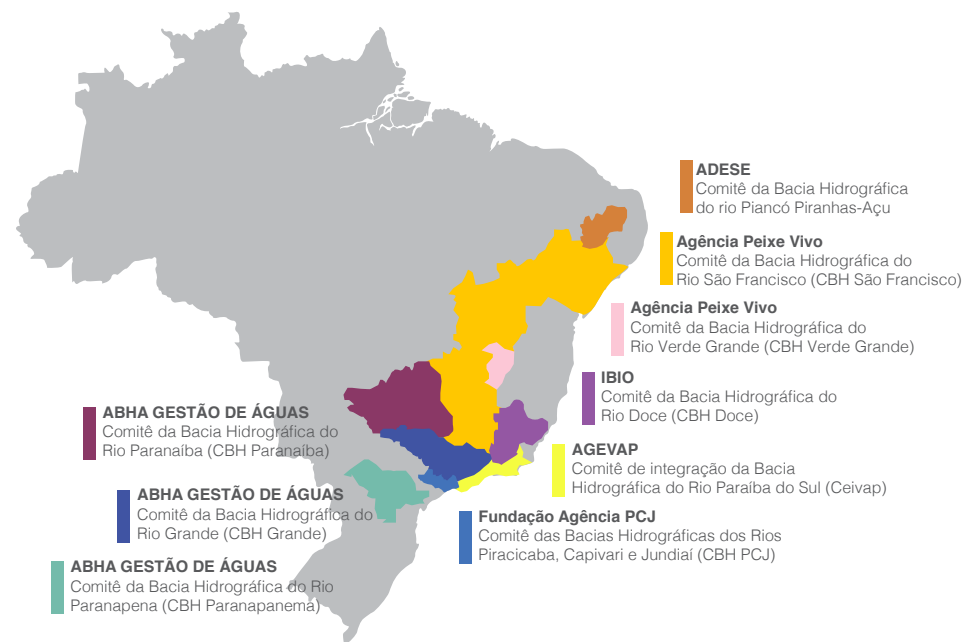 ADESE
Comitê da Bacia Hidrográfica
do rio Piancó Piranhas-Açu
Agência Peixe Vivo
Comitê da Bacia Hidrográfica do
Rio São Francisco (CBH São Francisco)
Agência Peixe Vivo
Comitê da Bacia Hidrográfica do
Rio Verde Grande (CBH Verde Grande)
IBIO
Comitê da Bacia Hidrográfica do
Rio Doce (CBH Doce)
AGEVAP
Comitê de integração da Bacia
Hidrográfica do Rio Paraíba do Sul (Ceivap)
Fundação Agência PCJ
Comitê das Bacias Hidrográficas dos Rios
Piracicaba, Capivari e Jundiaí (CBH PCJ)
ABHA GESTÃO DE ÁGUAS
Comitê da Bacia Hidrográfica do
Rio Paranaíba (CBH Paranaíba)
ABHA GESTÃO DE ÁGUAS
Comitê da Bacia Hidrográfica do
Rio Grande (CBH Grande)
ABHA GESTÃO DE ÁGUAS
Comitê da Bacia Hidrográfica do Rio
Paranapena (CBH Paranapanema)